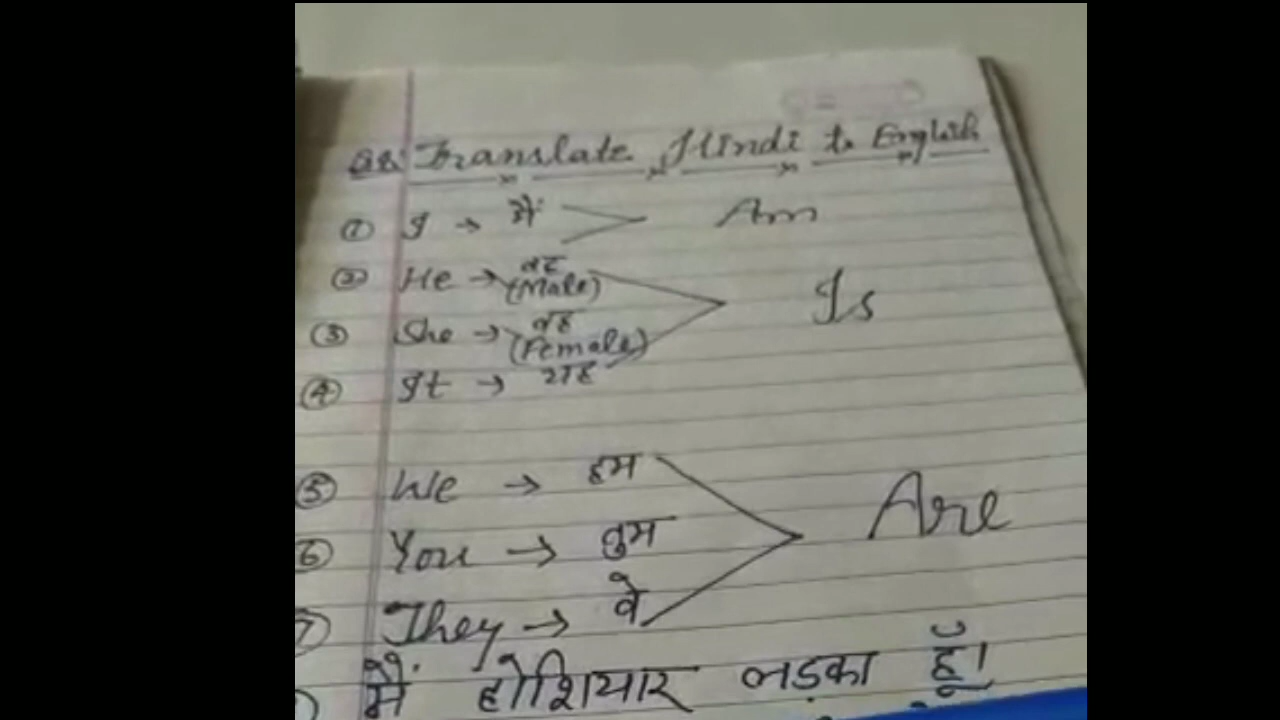 Q8: Translate Hindi to English
① I → मैं Am
② He → वह (Male)
③ She → वह (Female) Is
④ It → यह
⑤ We → हम
⑥ You → तुम Are
⑦ They → वे
मैं होशियार लड़का हूँ।